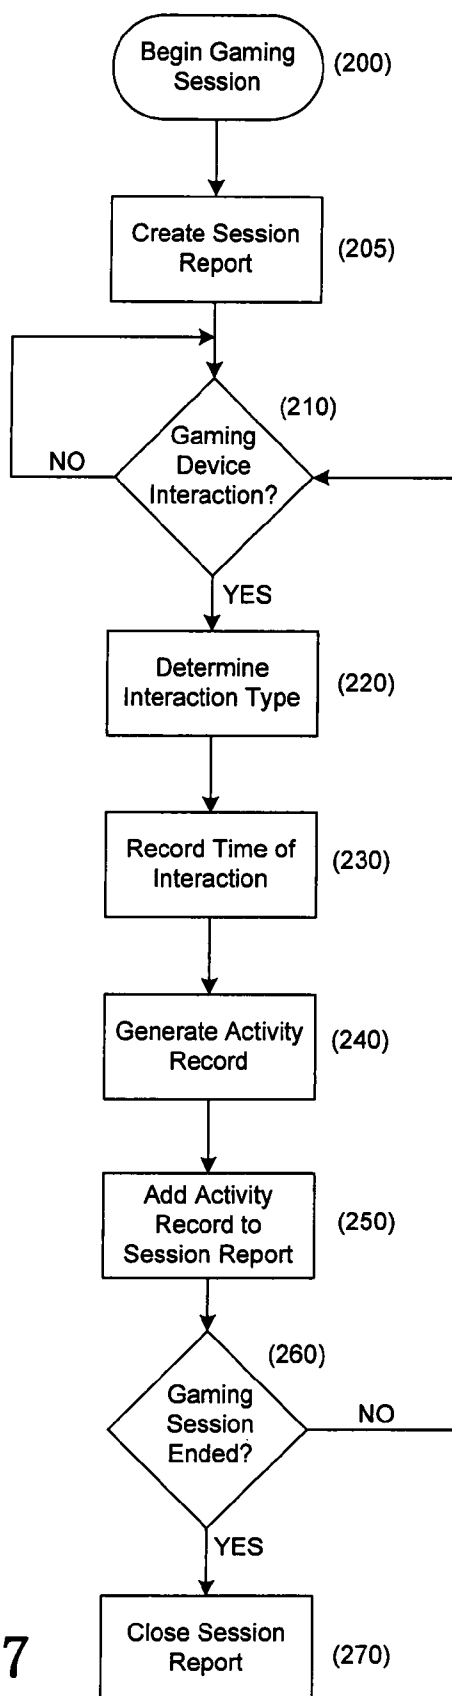 Begin Gaming
Session
(200)
Create Session
Report
(205)
(210)
Gaming
Device
Interaction?
NO
YES
Determine
Interaction Type
(220)
Record Time of
Interaction
(230)
Generate Activity
Record
(240)
Add Activity
Record to
Session Report
(250)
(260)
Gaming
Session
Ended?
NO
YES
Close Session
Report
(270)
7